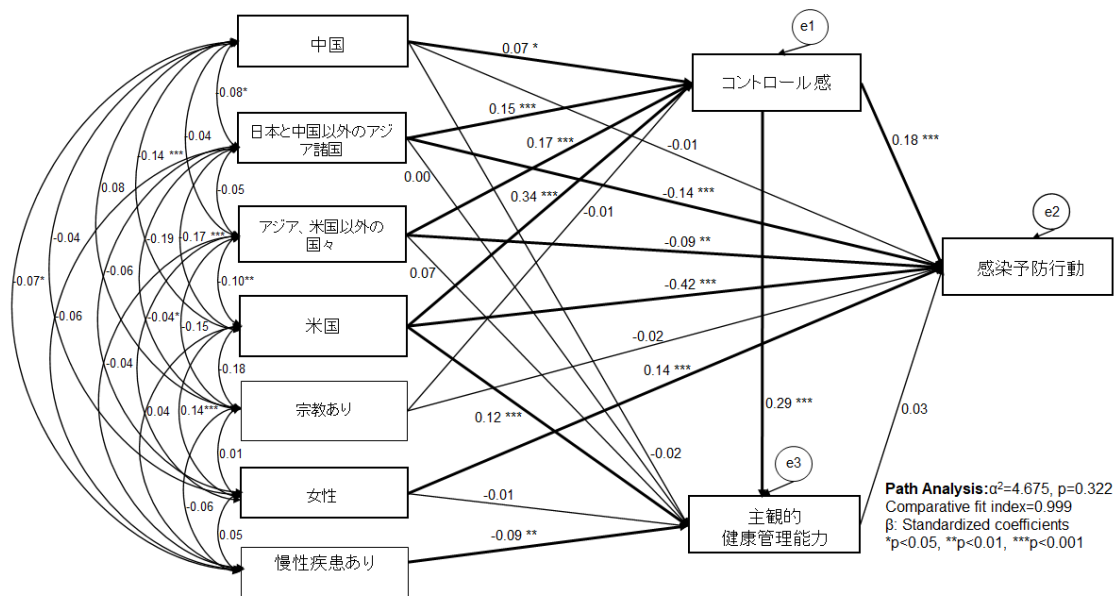 中国
日本と中国以外のアジ
ア諸国
アジア、米国以外の
国々
米国
宗教あり
女性
慢性疾患あり
-0.08*
-0.04
-0.14 ***
-0.05
0.08
-0.04
-0.19
-0.17 ***
-0.07*
-0.06
-0.10**
-0.06
-0.04*
-0.15
-0.18
-0.04
0.04
0.14***
0.01
-0.06
0.05
0.07 *
0.15 ***
0.17 ***
0.00
0.34 ***
-0.01
-0.01
-0.14 ***
-0.09 **
0.07
-0.42 ***
-0.02
0.14 ***
0.12 ***
-0.02
-0.01
-0.09 **
e1
コントロール感
0.18 ***
e2
感染予防行動
0.29 ***
0.03
e3
主観的
健康管理能力
Path Analysis:α²=4.675, p=0.322
Comparative fit index=0.999
β: Standardized coefficients
*p<0.05, **p<0.01, ***p<0.001